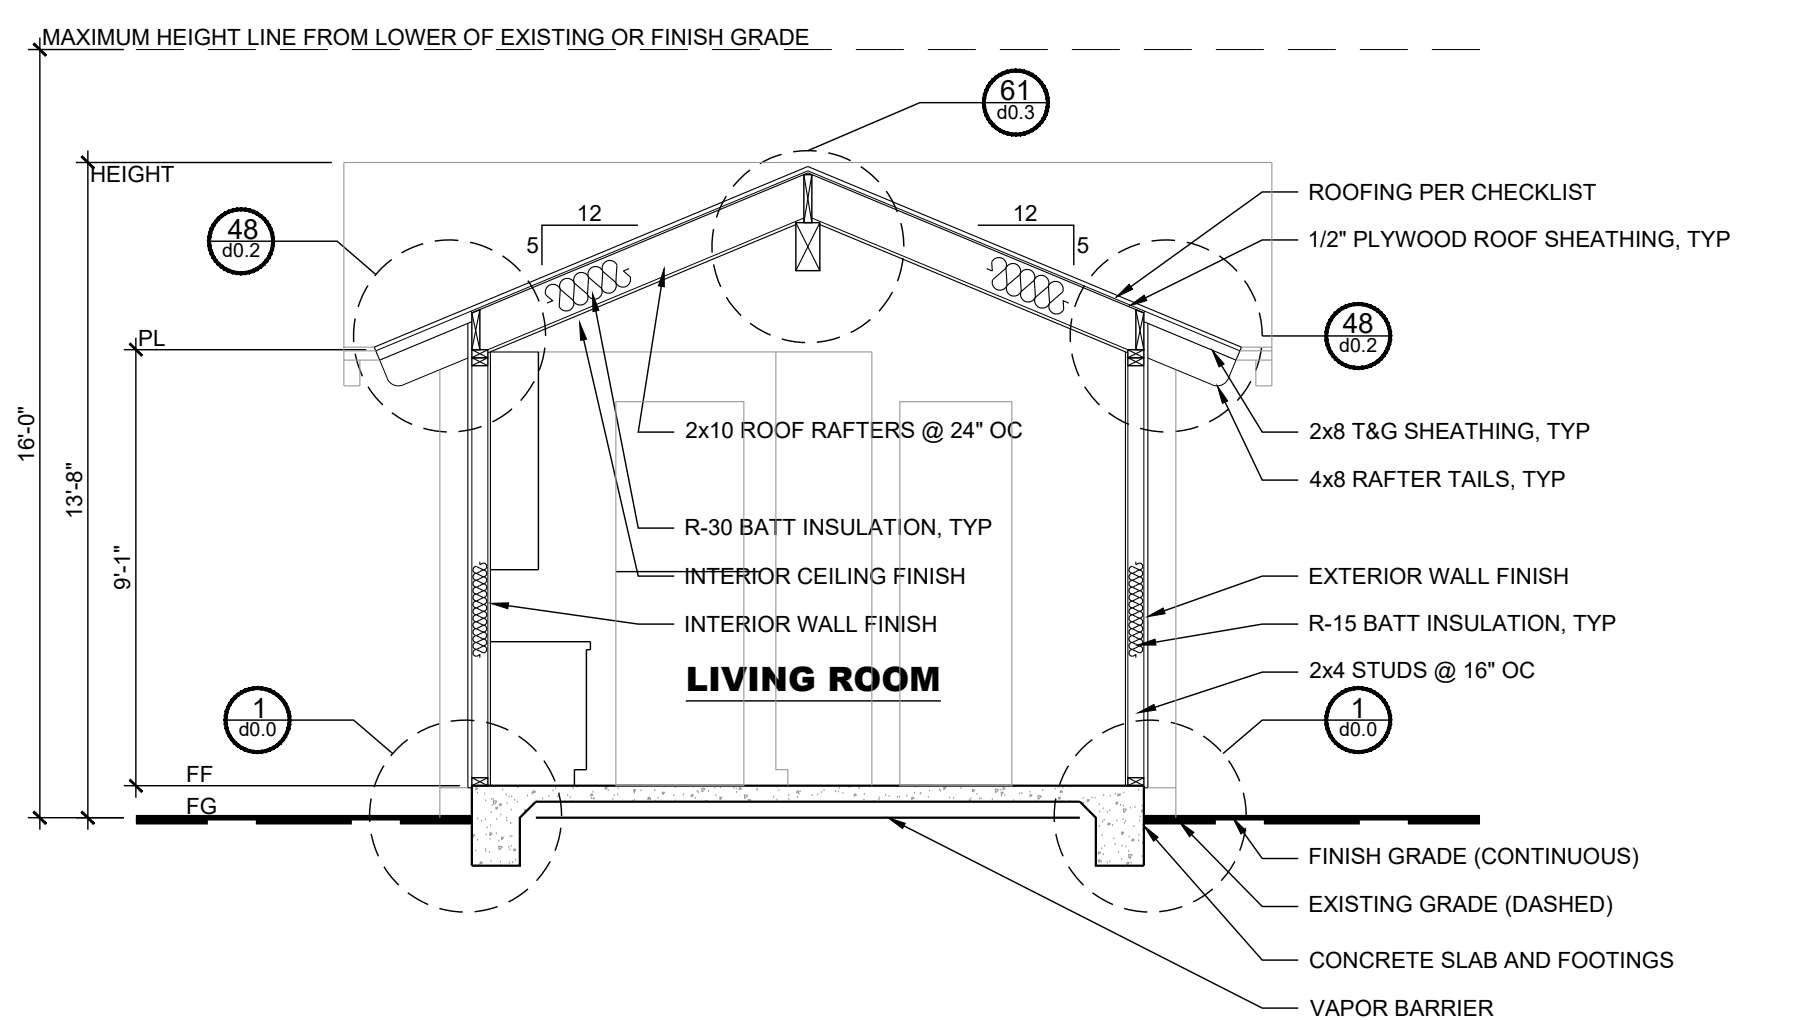 MAXIMUM HEIGHT LINE FROM LOWER OF EXISTING OR FINISH GRADE
61
d0.3
HEIGHT
48
d0.2
12
5
12
5
ROOFING PER CHECKLIST
1/2" PLYWOOD ROOF SHEATHING, TYP
48
d0.2
PL
16'-0"
13'-8"
9'-1"
2x10 ROOF RAFTERS @ 24" OC
2x8 T&G SHEATHING, TYP
4x8 RAFTER TAILS, TYP
R-30 BATT INSULATION, TYP
INTERIOR CEILING FINISH
INTERIOR WALL FINISH
EXTERIOR WALL FINISH
R-15 BATT INSULATION, TYP
2x4 STUDS @ 16" OC
LIVING ROOM
1
d0.0
1
d0.0
FF
FG
FINISH GRADE (CONTINUOUS)
EXISTING GRADE (DASHED)
CONCRETE SLAB AND FOOTINGS
VAPOR BARRIER